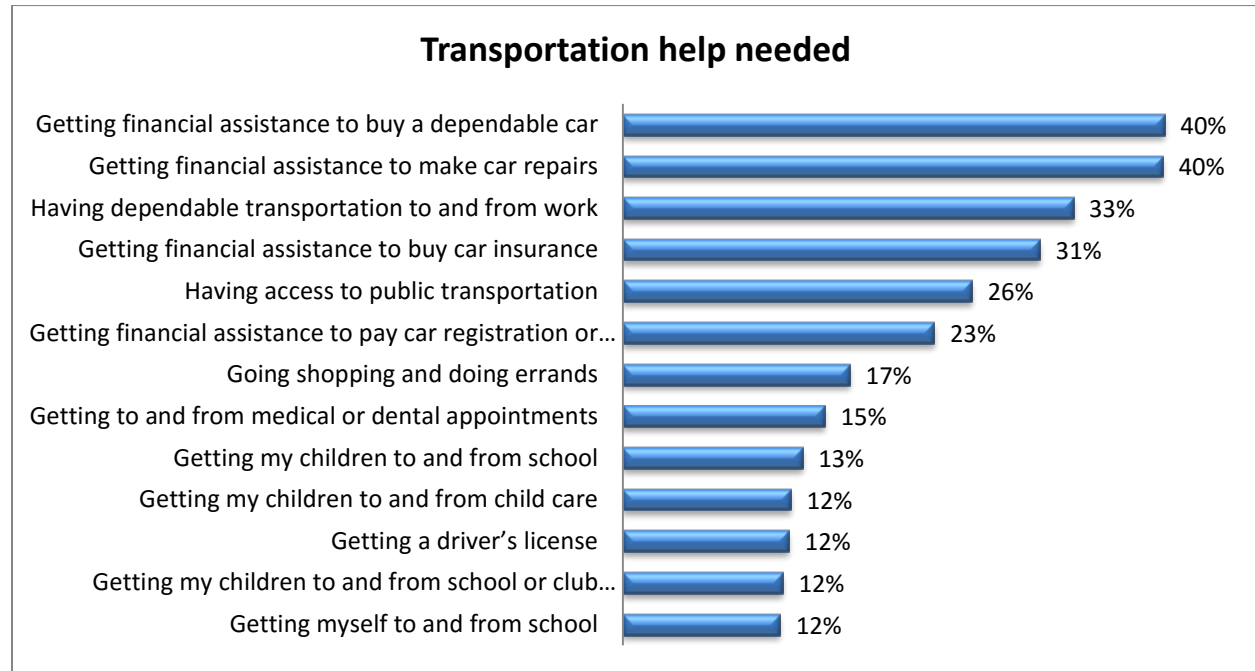 Transportation help needed
Getting financial assistance to buy a dependable car 40%
Getting financial assistance to make car repairs 40%
Having dependable transportation to and from work 33%
Getting financial assistance to buy car insurance 31%
Having access to public transportation 26%
Getting financial assistance to pay car registration or... 23%
Going shopping and doing errands 17%
Getting to and from medical or dental appointments 15%
Getting my children to and from school 13%
Getting my children to and from child care 12%
Getting a driver’s license 12%
Getting my children to and from school or club... 12%
Getting myself to and from school 12%